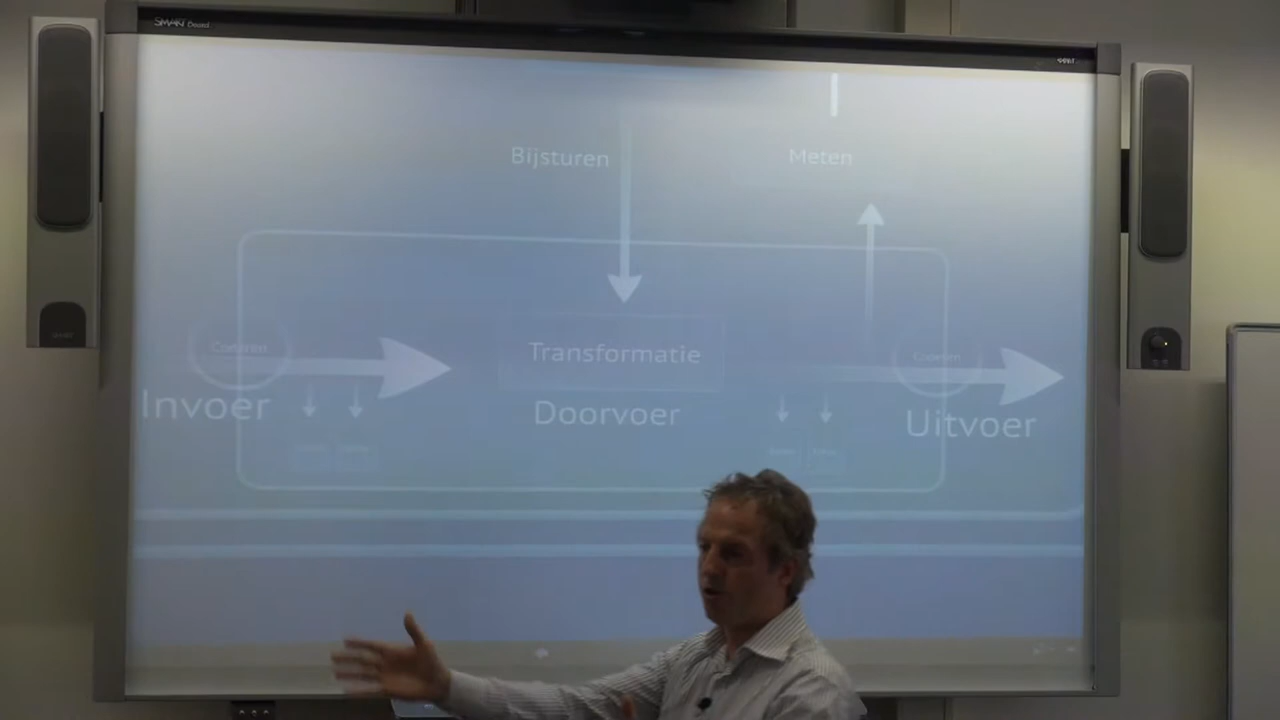 SMART Board
Bijsturen
Meten
Transformatie
Invoer
Doorvoer
Uitvoer